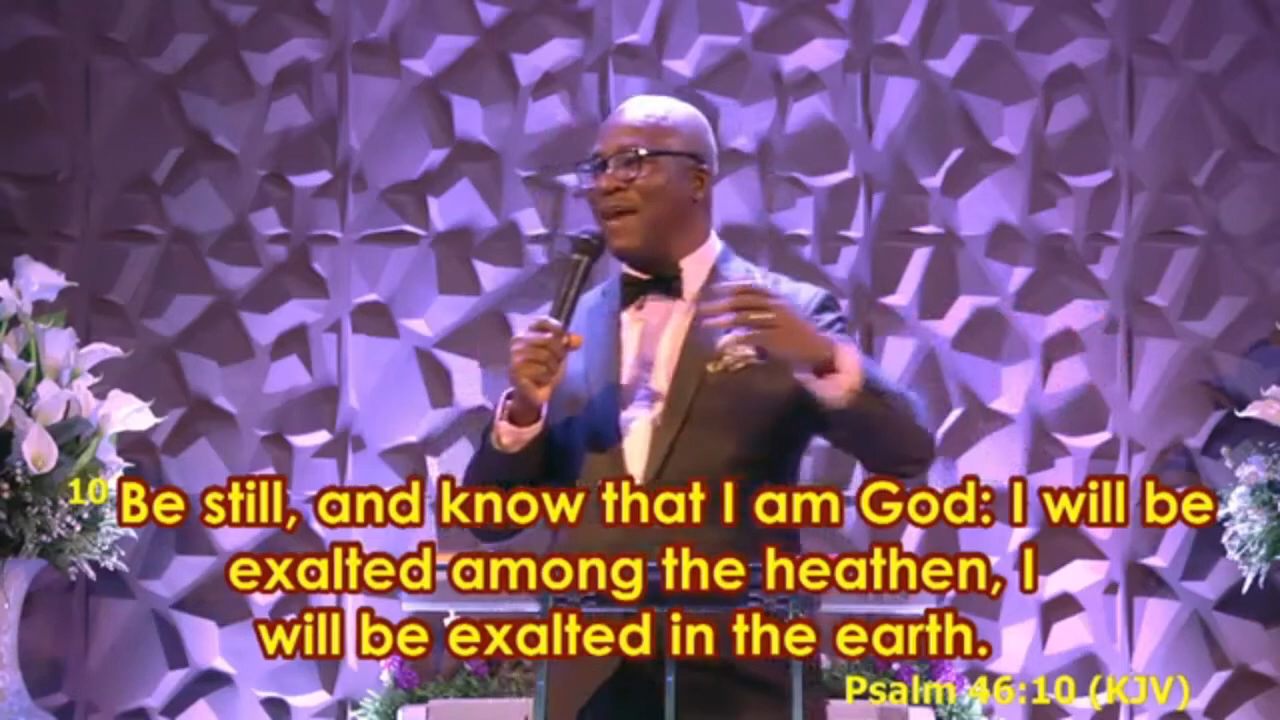 10 Be still, and know that I am God: I will be
exalted among the heathen, I
will be exalted in the earth.
Psalm 46:10 (KJV)